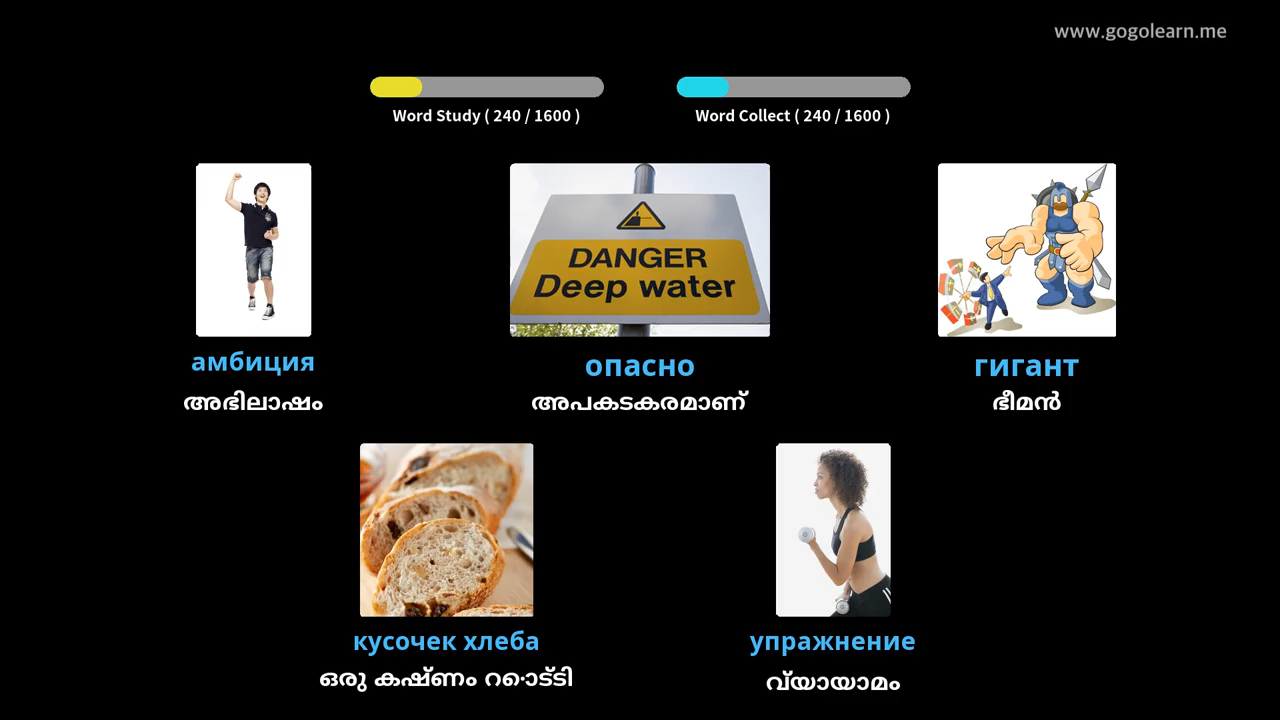 www.gogolearn.me
Word Study ( 240 / 1600 )
Word Collect ( 240 / 1600 )
DANGER
Deep water
амбиция
опасно
гигант
അഭിലാഷം
അപകടകരമാണ്
ഭീമൻ
кусочек хлеба
упражнение
ഒരു കഷ്ണം റൊട്ടി
വ്യായാമം